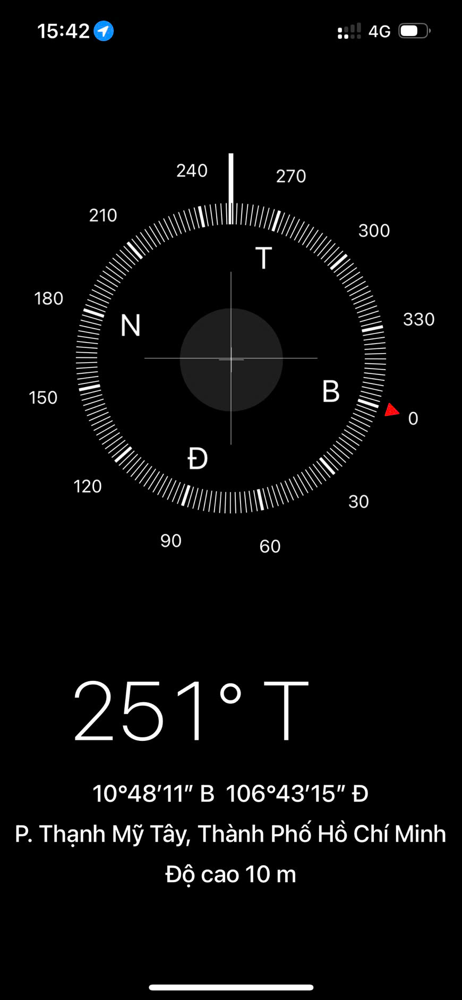 15:42 4G
240 270
210 300
T
180 330
N
150 B 0
Đ
120 30
90 60
251° T
10°48’11” B 106°43’15” Đ
P. Thạnh Mỹ Tây, Thành Phố Hồ Chí Minh
Độ cao 10 m